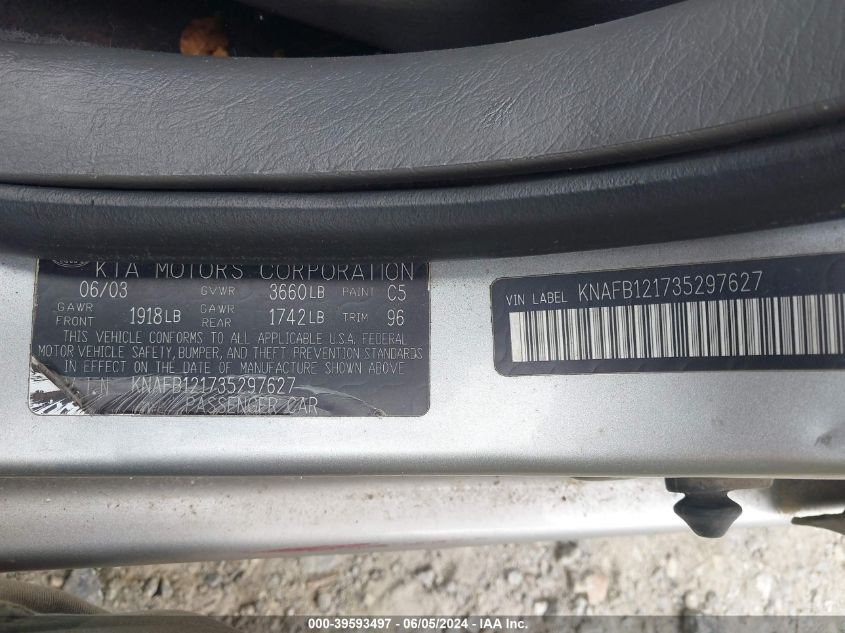 KIA MOTORS CORPORATION
06/03 GVWR 3660LB PAINT C5
GAWR FRONT 1918LB GAWR REAR 1742LB TRIM 96
THIS VEHICLE CONFORMS TO ALL APPLICABLE U.S.A. FEDERAL
MOTOR VEHICLE SAFETY, BUMPER, AND THEFT PREVENTION STANDARDS
IN EFFECT ON THE DATE OF MANUFACTURE SHOWN ABOVE.
V.I.N KNAFB121735297627
PASSENGER CAR
VIN LABEL KNAFB121735297627
000-39593497 - 06/05/2024 - IAA Inc.